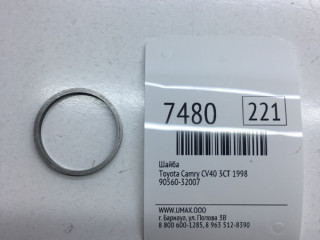 7480 221
Шайба
Toyota Camry CV40 3CT 1998
90560-32007
WWW.UMAX.OOO
г. Барнаул, ул. Попова 3В
8 800 600-1285, 8 963 512-8390